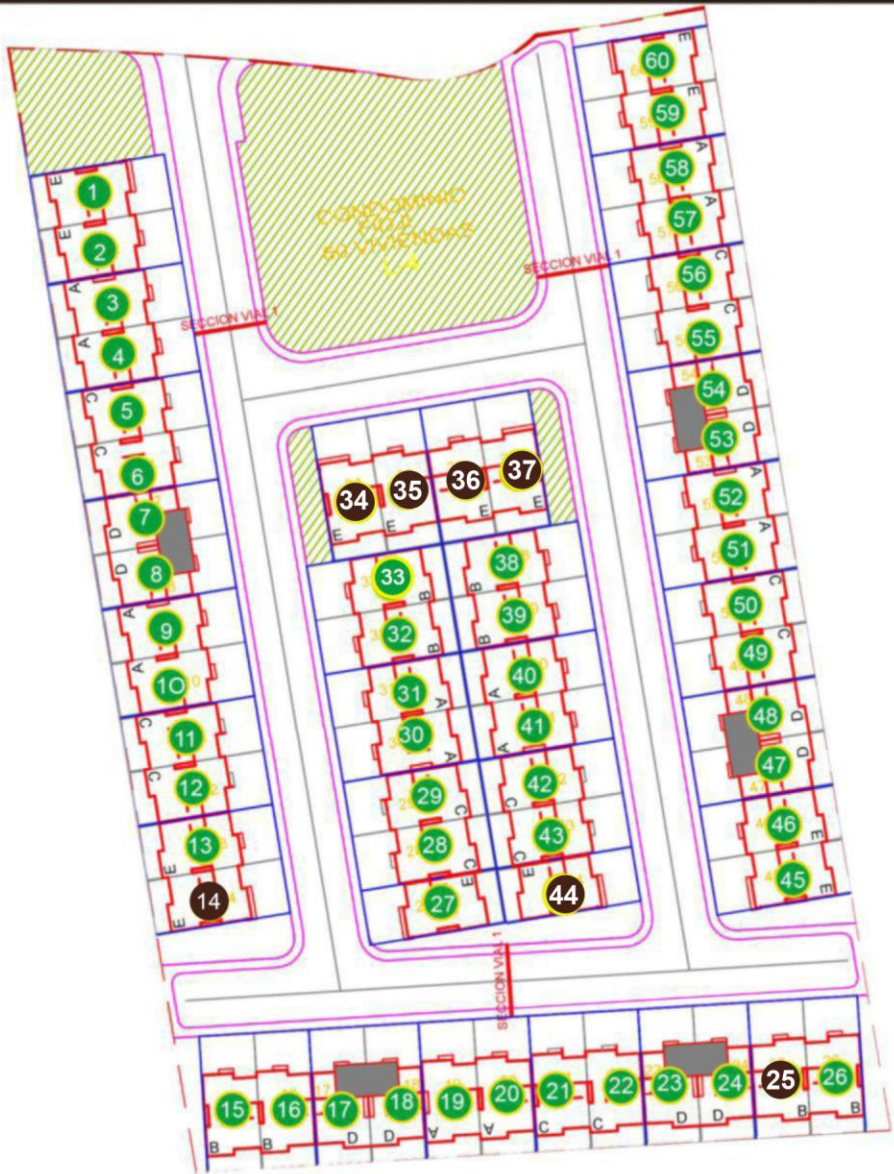 CONDOMINIO
60 VIVIENDAS
L-4
SECCION VIAL 1
SECCION VIAL 1
SECCION VIAL 1
E 1
E 2
A 3
A 4
C 5
C 6
D 7
D 8
A 9
A 10
C 11
C 12
E 13
E 14
34 E
35 E
36 E
37 E
33 B
32 B
31 A
30 A
29 C
28 C
27 E
38 B
39 B
40 A
41 A
42 C
43 C
44 E
60 E
59 E
58 A
57 A
56 C
55 C
54 D
53 D
52 A
51 A
50 C
49 C
48 D
47 D
46 E
45 E
15 B
16 B
17 D
18 D
19 A
20 A
21 C
22 C
23 D
24 D
25 B
26 B